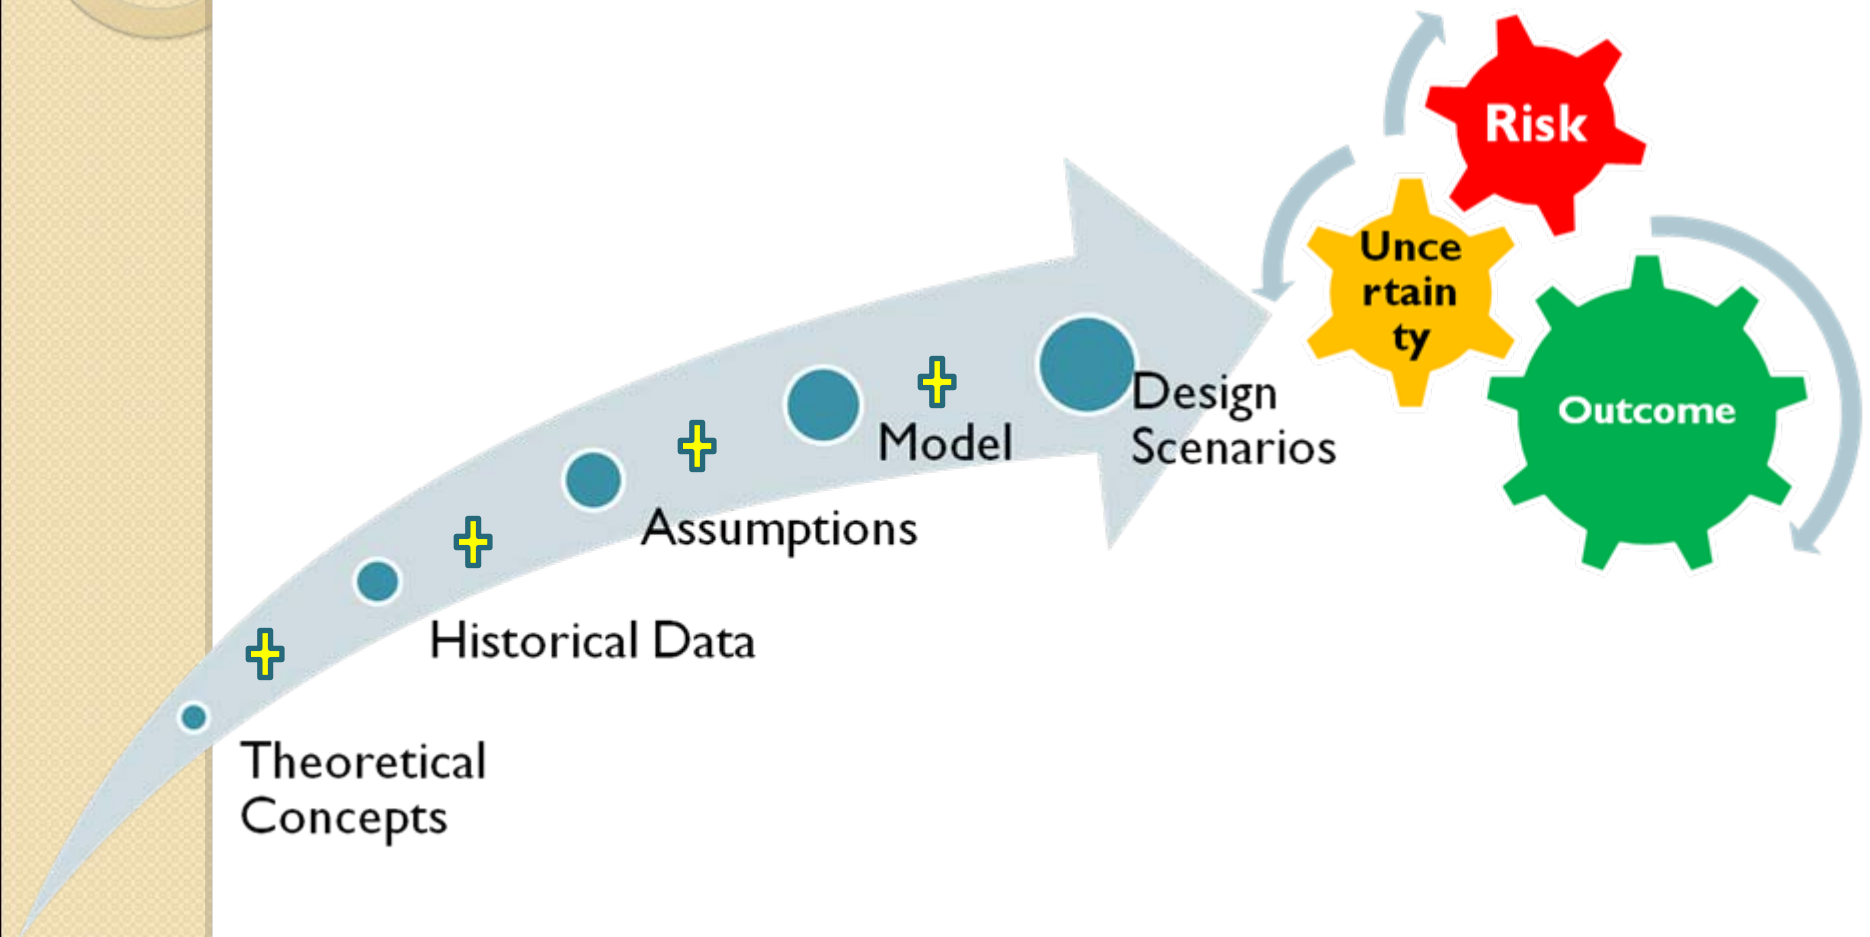 Risk
Unce
rtain
ty
Outcome
Design
Scenarios
Model
Assumptions
Historical Data
Theoretical
Concepts